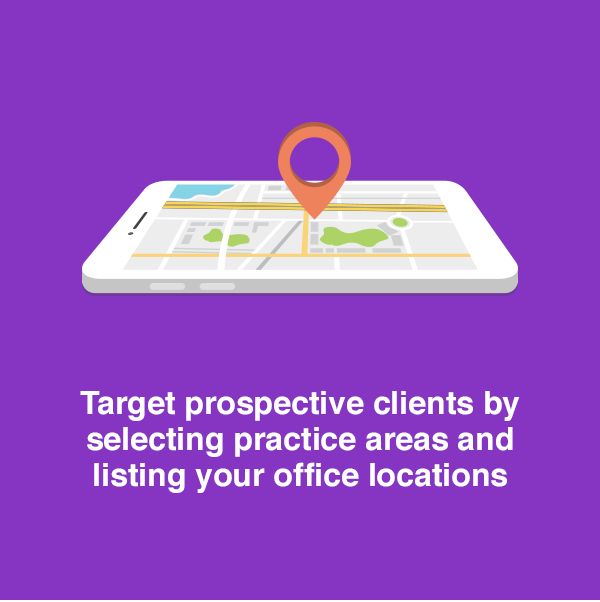 Target prospective clients by
selecting practice areas and
listing your office locations